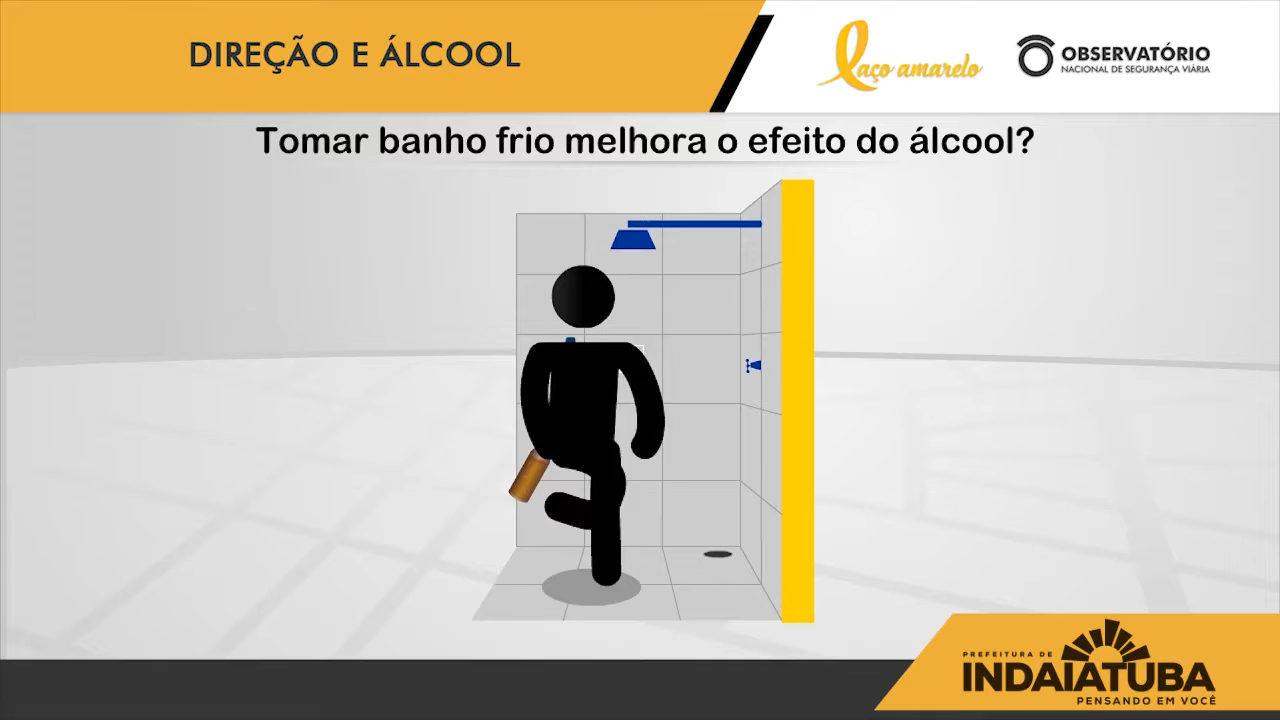 DIREÇÃO E ÁLCOOL
laço amarelo
OBSERVATÓRIO
NACIONAL DE SEGURANÇA VIÁRIA
Tomar banho frio melhora o efeito do álcool?
PREFEITURA DE
INDAIATUBA
PENSANDO EM VOCÊ